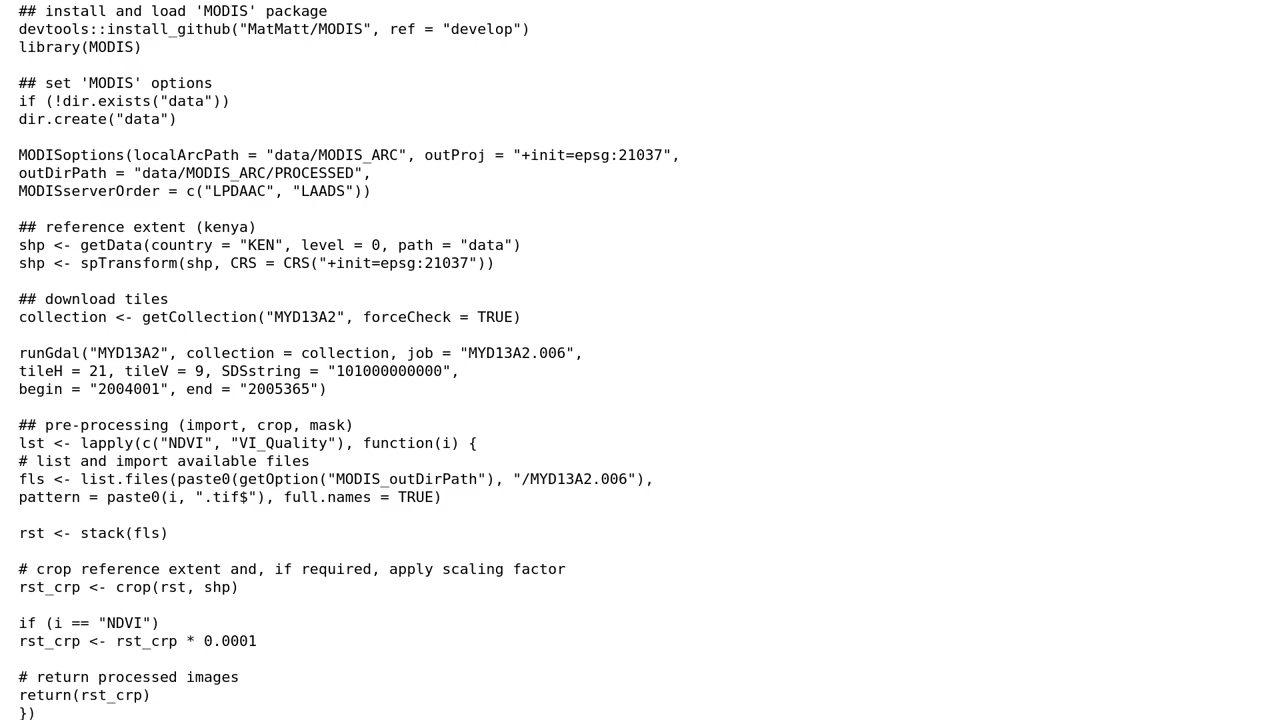 ## install and load 'MODIS' package
devtools::install_github("MatMatt/MODIS", ref = "develop")
library(MODIS)

## set 'MODIS' options
if (!dir.exists("data"))
dir.create("data")

MODISoptions(localArcPath = "data/MODIS_ARC", outProj = "+init=epsg:21037",
outDirPath = "data/MODIS_ARC/PROCESSED",
MODISserverOrder = c("LPDAAC", "LAADS"))

## reference extent (kenya)
shp <- getData(country = "KEN", level = 0, path = "data")
shp <- spTransform(shp, CRS = CRS("+init=epsg:21037"))

## download tiles
collection <- getCollection("MYD13A2", forceCheck = TRUE)

runGdal("MYD13A2", collection = collection, job = "MYD13A2.006",
tileH = 21, tileV = 9, SDSstring = "101000000000",
begin = "2004001", end = "2005365")

## pre-processing (import, crop, mask)
lst <- lapply(c("NDVI", "VI_Quality"), function(i) {
# list and import available files
fls <- list.files(paste0(getOption("MODIS_outDirPath"), "/MYD13A2.006"),
pattern = paste0(i, ".tif$"), full.names = TRUE)

rst <- stack(fls)

# crop reference extent and, if required, apply scaling factor
rst_crp <- crop(rst, shp)

if (i == "NDVI")
rst_crp <- rst_crp * 0.0001

# return processed images
return(rst_crp)
})